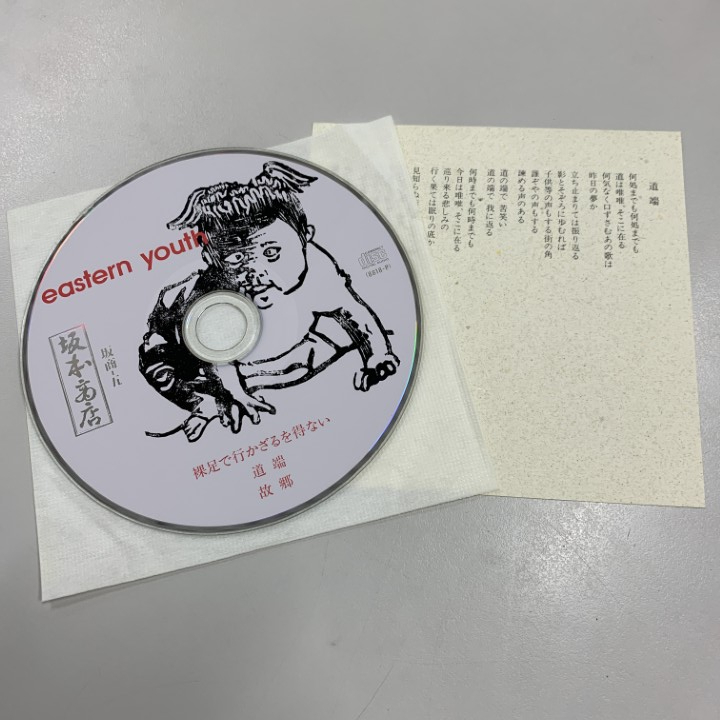 eastern youth
disc
坂本商店
坂商-五
裸足で行かざるを得ない
道端
故郷
道端
何処までも何処までも
道は唯唯、そこに在る
何気なく口ずさむあの歌は
昨日の夢か
立ち止まりては振り返る
影とそぞろに歩むれば
子供等の声もする街の角
誰ぞやの声もする
諌める声のある
道の端で 苦笑い
道の端で 我に返る
何時までも何時までも
今日は唯唯、そこに在る
巡り来る悲しみの
行く果ては眠りの底か
見知らぬ